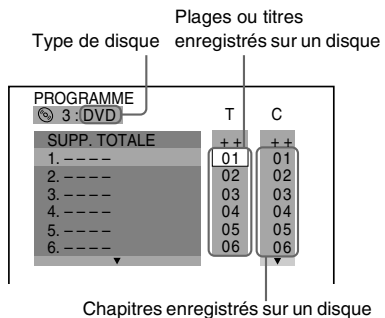 Plages ou titres
Type de disque enregistrés sur un disque
PROGRAMME
3 : DVD T C
SUPP. TOTALE + + + +
1. – – – – 01 01
2. – – – – 02 02
3. – – – – 03 03
4. – – – – 04 04
5. – – – – 05 05
6. – – – – 06 06
Chapitres enregistrés sur un disque